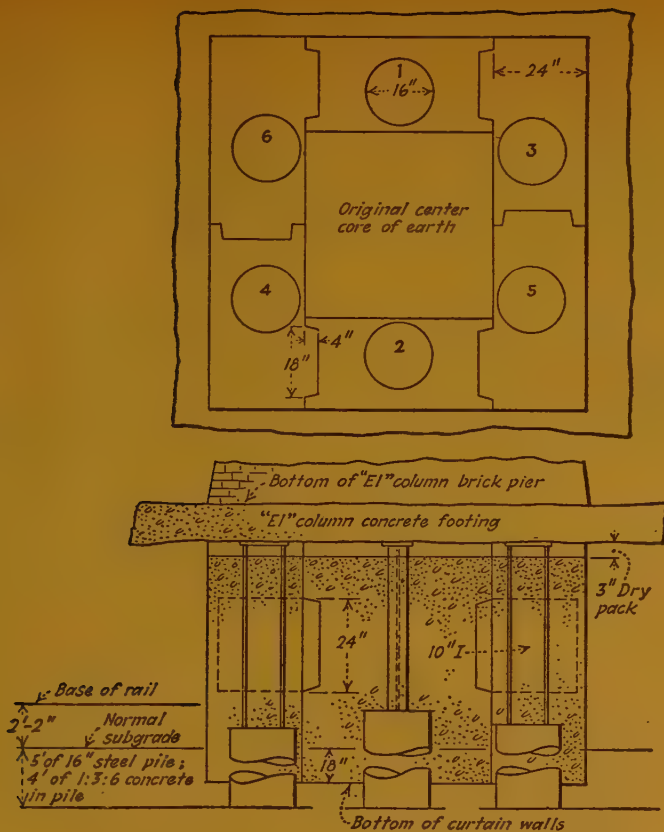 1
16"
24"
6
3
Original center
core of earth
4
5
4"
2
18"
Bottom of "El" column brick pier
"El" column concrete footing
3" Dry
pack
24"
10" I
Base of rail
2'-2"
Normal
subgrade
5' of 16" steel pile;
4' of 1:3:6 concrete
in pile
18"
Bottom of curtain walls